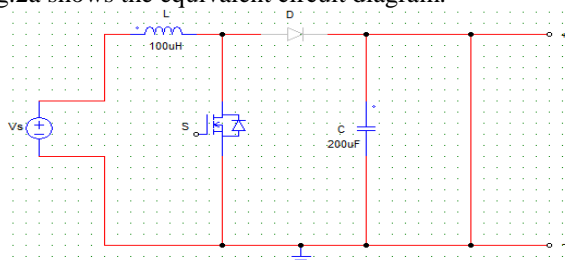 g.2a shows the equivalent circuit diagram.
L
D
100uH
+
Vs
S
C
200uF
-